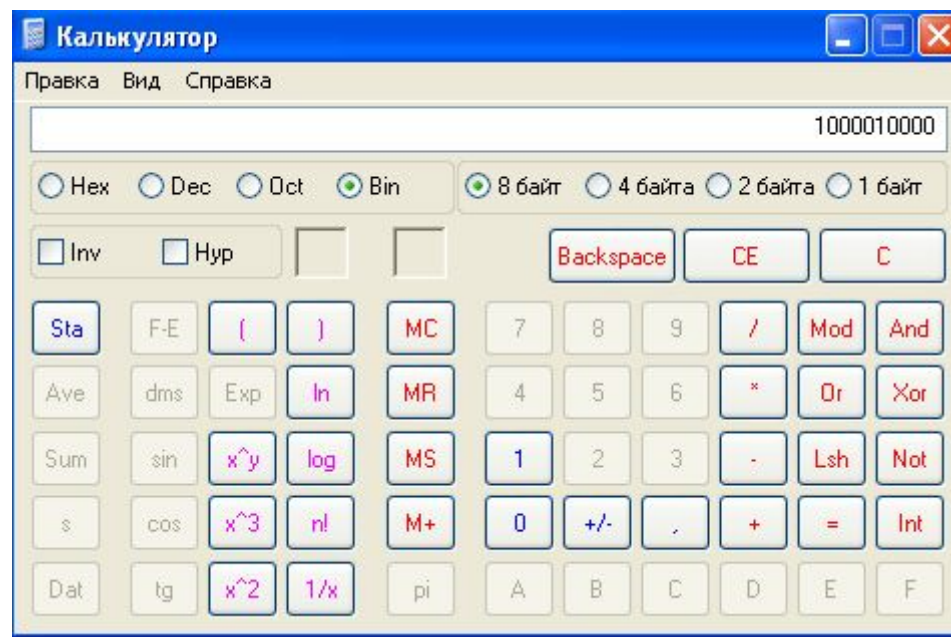 Калькулятор
Правка Вид Справка
1000010000
Hex Dec Oct Bin 8 байт 4 байта 2 байта 1 байт
Inv Hyp Backspace CE C
Sta F-E ( ) MC 7 8 9 / Mod And
Ave dms Exp ln MR 4 5 6 * Or Xor
Sum sin x^y log MS 1 2 3 - Lsh Not
s cos x^3 n! M+ 0 +/- , + = Int
Dat tg x^2 1/x pi A B C D E F